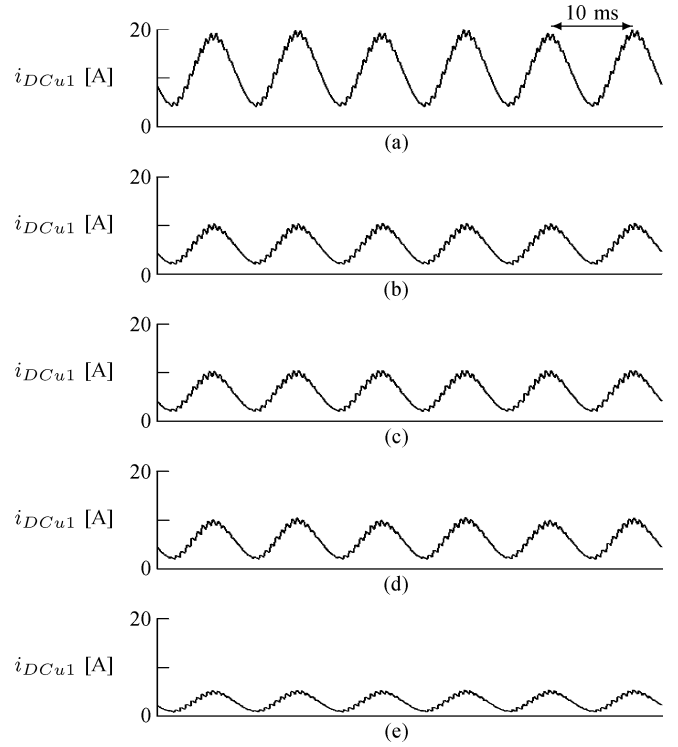 10 ms
20
i_{DCu1} [A]
0
(a)
20
i_{DCu1} [A]
0
(b)
20
i_{DCu1} [A]
0
(c)
20
i_{DCu1} [A]
0
(d)
20
i_{DCu1} [A]
0
(e)